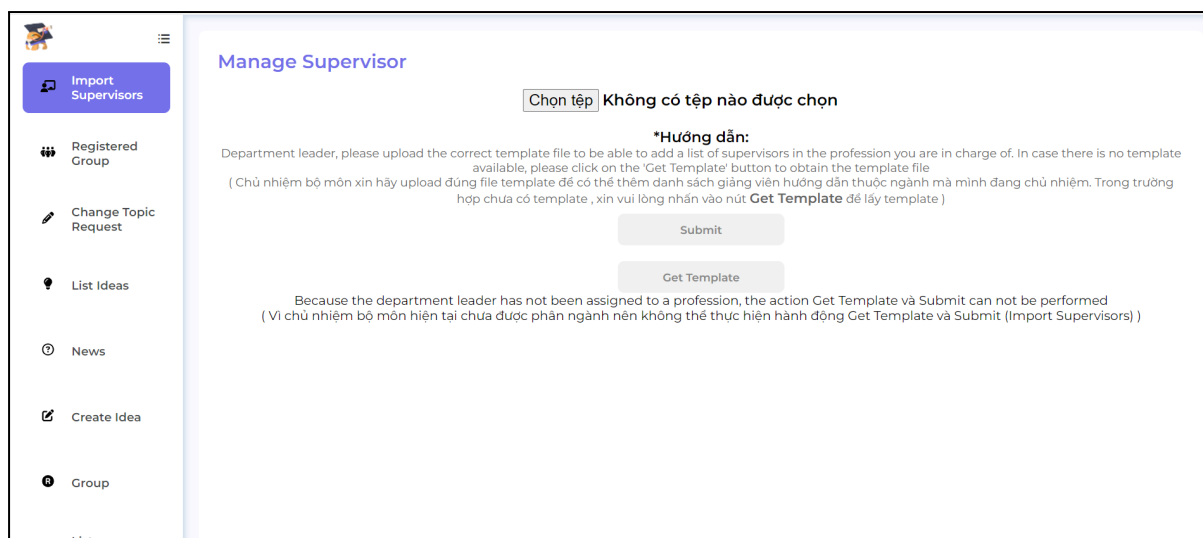 Import
Supervisors
Registered
Group
Change Topic
Request
List Ideas
News
Create Idea
Group
Manage Supervisor
Chọn tệp Không có tệp nào được chọn
*Hướng dẫn:
Department leader, please upload the correct template file to be able to add a list of supervisors in the profession you are in charge of. In case there is no template
available, please click on the 'Get Template' button to obtain the template file
( Chủ nhiệm bộ môn xin hãy upload đúng file template để có thể thêm danh sách giảng viên hướng dẫn thuộc ngành mà mình đang chủ nhiệm. Trong trường
hợp chưa có template , xin vui lòng nhấn vào nút Get Template để lấy template )
Submit
Get Template
Because the department leader has not been assigned to a profession, the action Get Template và Submit can not be performed
( Vì chủ nhiệm bộ môn hiện tại chưa được phân ngành nên không thể thực hiện hành động Get Template và Submit (Import Supervisors) )